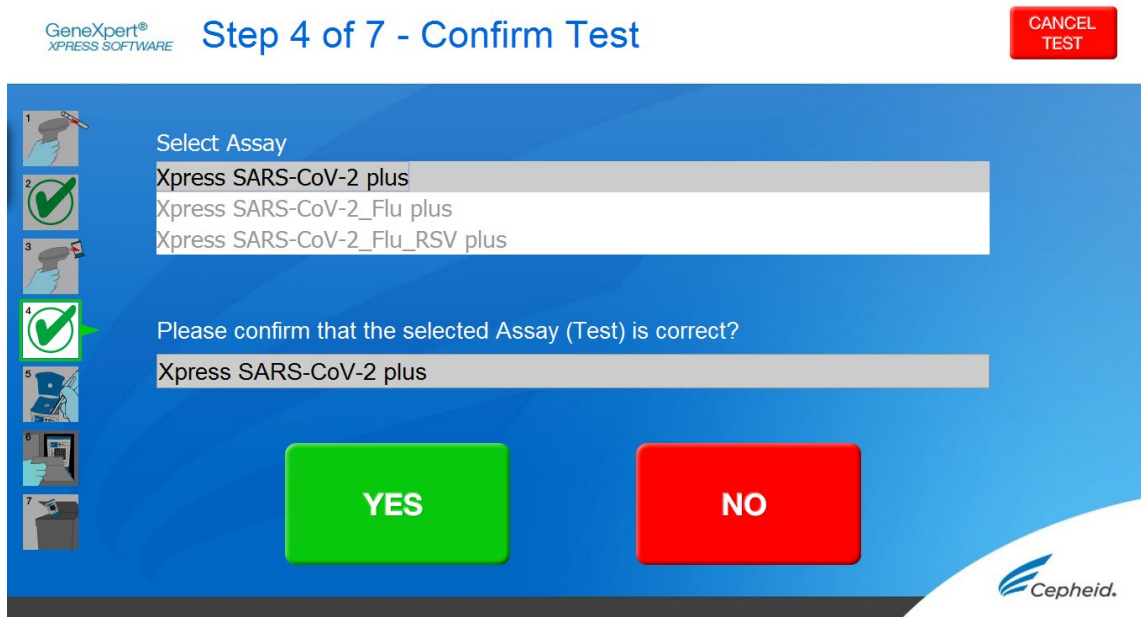 GeneXpert®
XPRESS SOFTWARE
Step 4 of 7 - Confirm Test
CANCEL
TEST
1
2
3
4
5
6
7
Select Assay
Xpress SARS-CoV-2 plus
Xpress SARS-CoV-2_Flu plus
Xpress SARS-CoV-2_Flu_RSV plus
Please confirm that the selected Assay (Test) is correct?
Xpress SARS-CoV-2 plus
YES
NO
Cepheid.